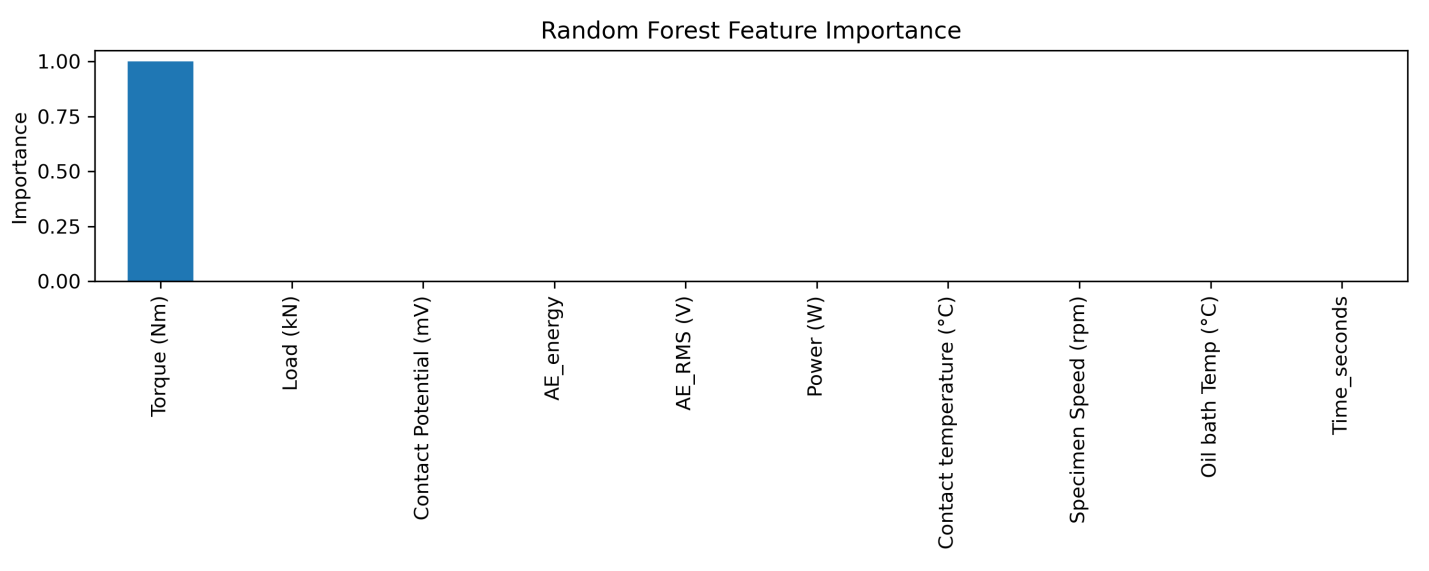 Random Forest Feature Importance
Importance
1.00
0.75
0.50
0.25
0.00
Torque (Nm)
Load (kN)
Contact Potential (mV)
AE_energy
AE_RMS (V)
Power (W)
Contact temperature (°C)
Specimen Speed (rpm)
Oil bath Temp (°C)
Time_seconds